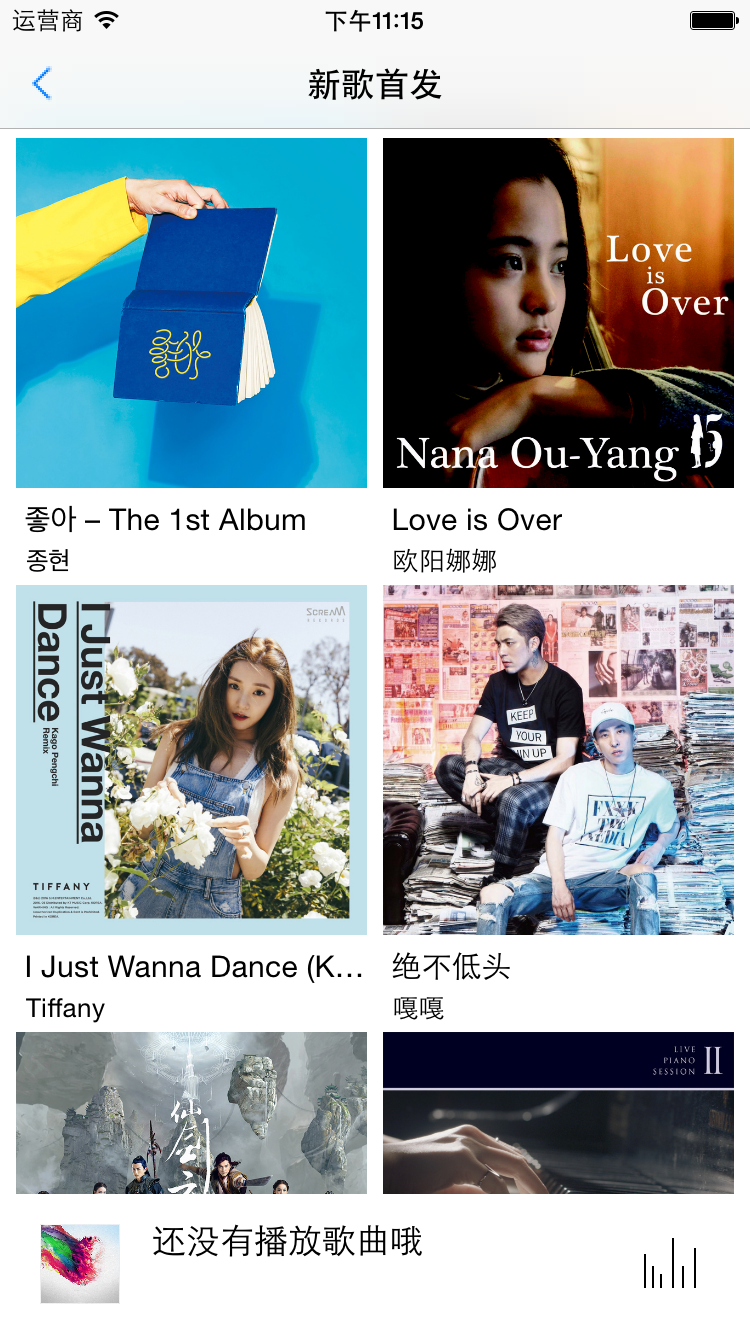 运营商
下午11:15
新歌首发
Love
is
Over
Nana Ou-Yang 15
좋아 – The 1st Album
종현
Love is Over
欧阳娜娜
I Just Wanna
Dance
Kago Pengchi
Remix
SCREAM
RECORDS
TIFFANY
KEEP
YOUR
IN UP
I Just Wanna Dance (K...
Tiffany
绝不低头
嘎嘎
LIVE
PIANO
SESSION
II
还没有播放歌曲哦